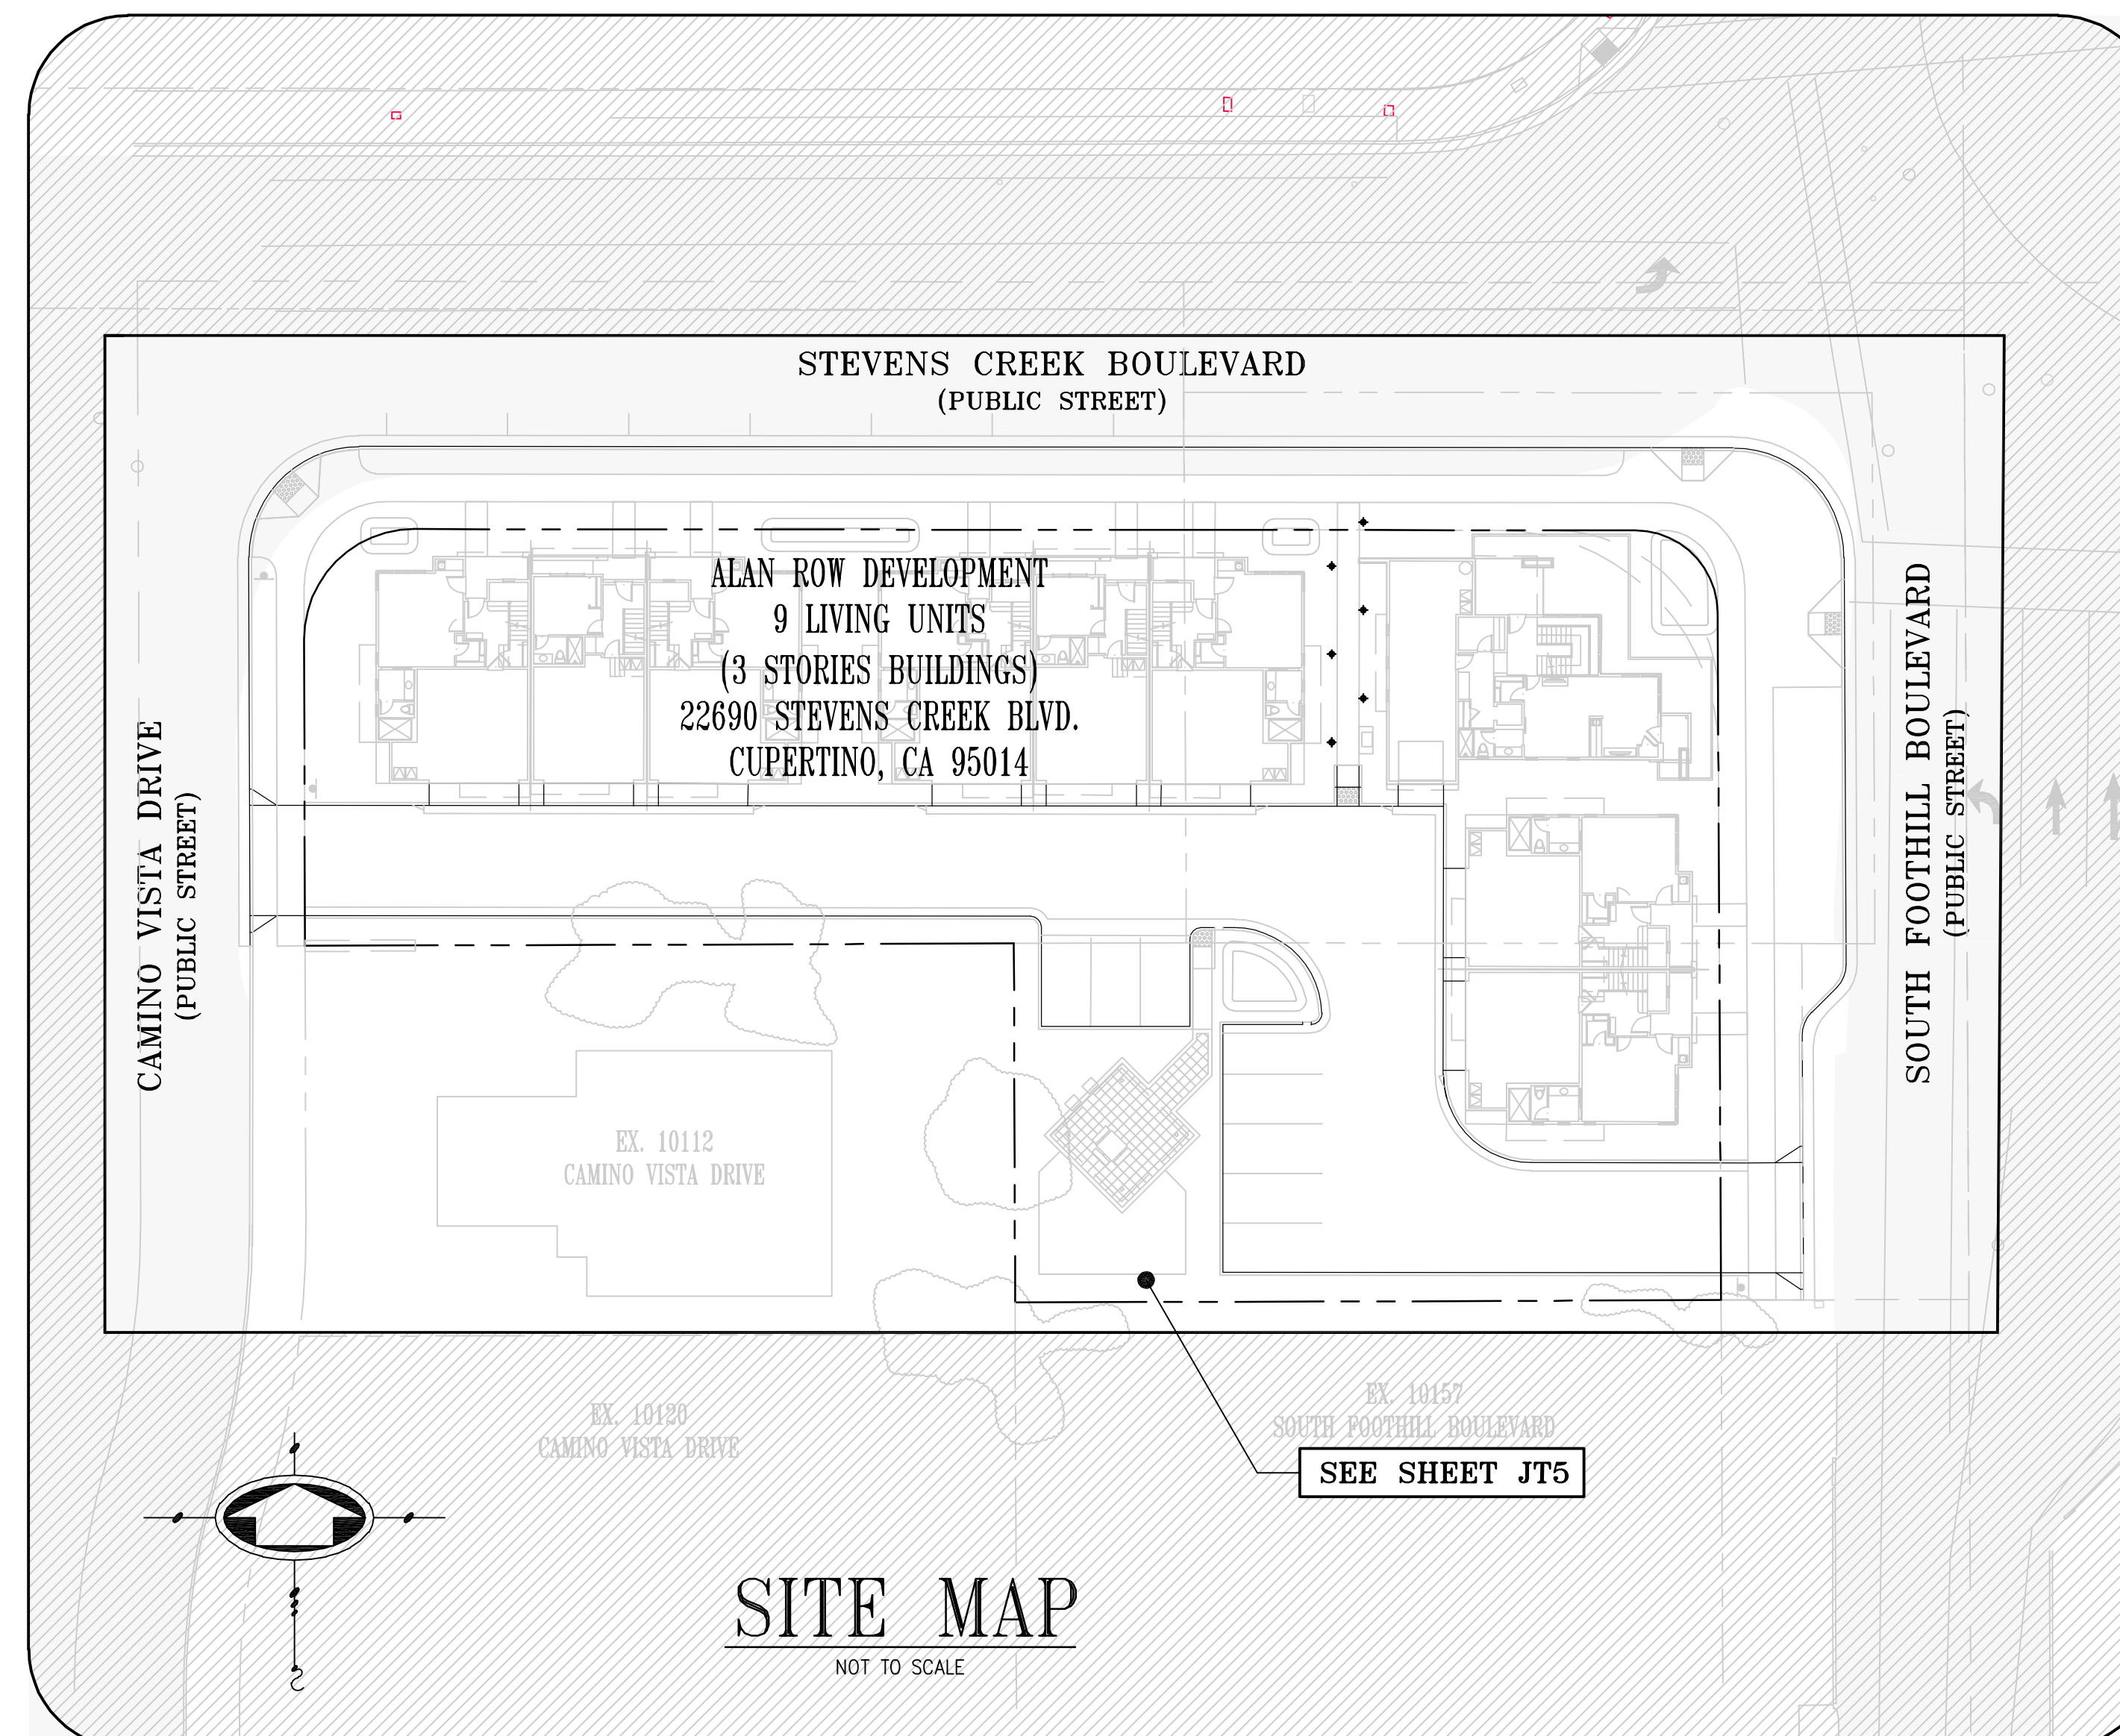 STEVENS CREEK BOULEVARD
(PUBLIC STREET)
ALAN ROW DEVELOPMENT
9 LIVING UNITS
(3 STORIES BUILDINGS)
22690 STEVENS CREEK BLVD.
CUPERTINO, CA 95014
CAMINO VISTA DRIVE
(PUBLIC STREET)
SOUTH FOOTHILL BOULEVARD
(PUBLIC STREET)
EX. 10112
CAMINO VISTA DRIVE
EX. 10120
CAMINO VISTA DRIVE
EX. 10157
SOUTH FOOTHILL BOULEVARD
SEE SHEET JT5
SITE MAP
NOT TO SCALE